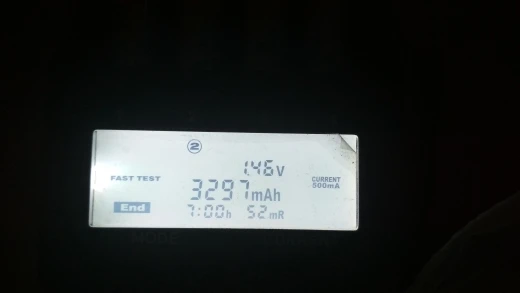 ②
1.46v
FAST TEST
CURRENT
500mA
3297mAh
End
7:00h 52mR